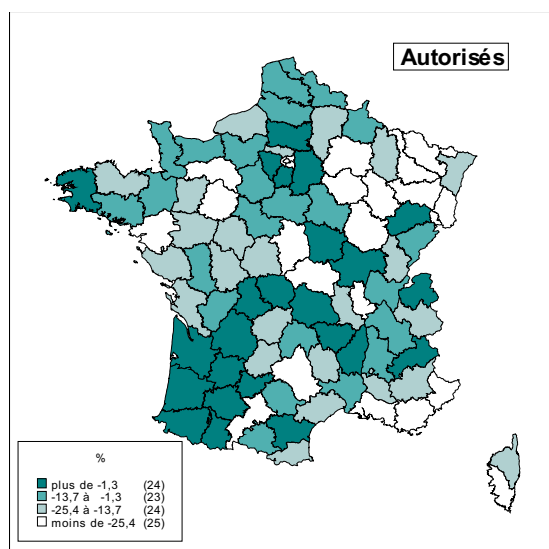 Autorisés
%
plus de -1,3 (24)
-13,7 à -1,3 (23)
-25,4 à -13,7 (24)
moins de -25,4 (25)